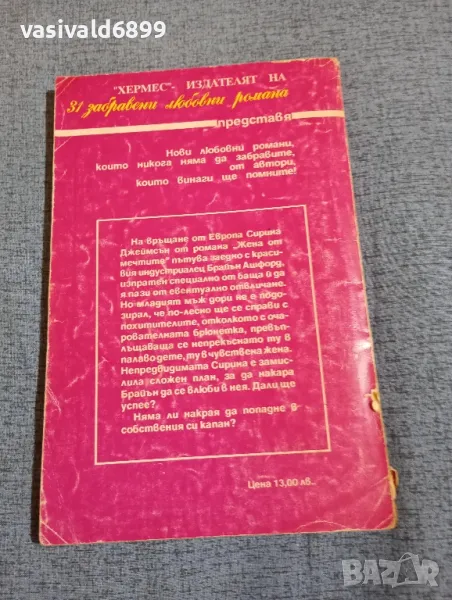 vasivald6899
"ХЕРМЕС" ИЗДАТЕЛЯТ НА
31 забравени любовни романа
представя
Нови любовни романи,
които никога няма да забравите,
от автори,
които винаги ще помните!
На връщане от Европа Сирина
Джеймсън от романа „Жена от
мечтите" пътува заедно с краси-
вия индустриалец Брайън Ашфорд,
изпратен специално от баща ѝ да
я пази от евентуално отвличане.
Но младият мъж дори не е подо-
зирал, че по-лесно ще се справи с
похитителите, отколкото с оча-
рователната брюнетка, превъп-
лъщаваща се непрекъснато ту в
палаво дете, ту в чувствена жена.
Непредвидимата Сирина е замис-
лила сложен план, за да накара
Брайън да се влюби в нея. Дали ще
успее?
Няма ли накрая да попадне в
собствения си капан?
Цена 13,00 лв.
BAZAR